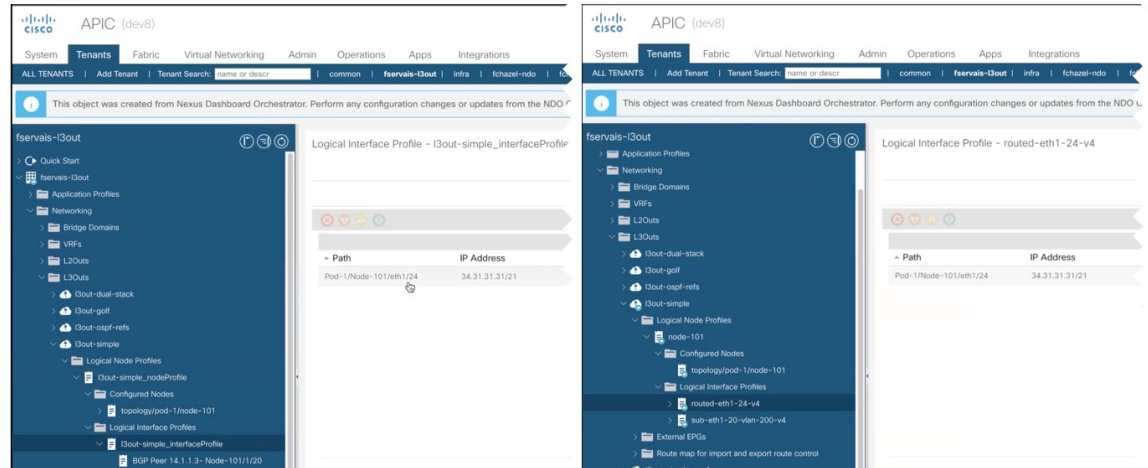 CISCO APIC (dev8)
System Tenants Fabric Virtual Networking Admin Operations Apps Integrations
ALL TENANTS | Add Tenant | Tenant Search: name or descr | common | fservais-l3out | infra | fchazel-ndo |
This object was created from Nexus Dashboard Orchestrator. Perform any configuration changes or updates from the NDO
fservais-l3out
Quick Start
fservais-l3out
Application Profiles
Networking
Bridge Domains
VRFs
L2Outs
L3Outs
l3out-dual-stack
l3out-golf
l3out-ospf-refs
l3out-simple
Logical Node Profiles
l3out-simple_nodeProfile
Configured Nodes
topology/pod-1/node-101
Logical Interface Profiles
l3out-simple_interfaceProfile
BGP Peer 14.1.1.3- Node-101/1/20
Logical Interface Profile - l3out-simple_interfaceProfile
Path IP Address
Pod-1/Node-101/eth1/24 34.31.31.31/21
CISCO APIC (dev8)
System Tenants Fabric Virtual Networking Admin Operations Apps Integrations
ALL TENANTS | Add Tenant | Tenant Search: name or descr | common | fservais-l3out | infra | fchazel-ndo |
This object was created from Nexus Dashboard Orchestrator. Perform any configuration changes or updates from the NDO
fservais-l3out
Application Profiles
Networking
Bridge Domains
VRFs
L2Outs
L3Outs
l3out-dual-stack
l3out-golf
l3out-ospf-refs
l3out-simple
Logical Node Profiles
node-101
Configured Nodes
topology/pod-1/node-101
Logical Interface Profiles
routed-eth1-24-v4
sub-eth1-20-vlan-200-v4
External EPGs
Route map for import and export route control
Logical Interface Profile - routed-eth1-24-v4
Path IP Address
Pod-1/Node-101/eth1/24 34.31.31.31/21